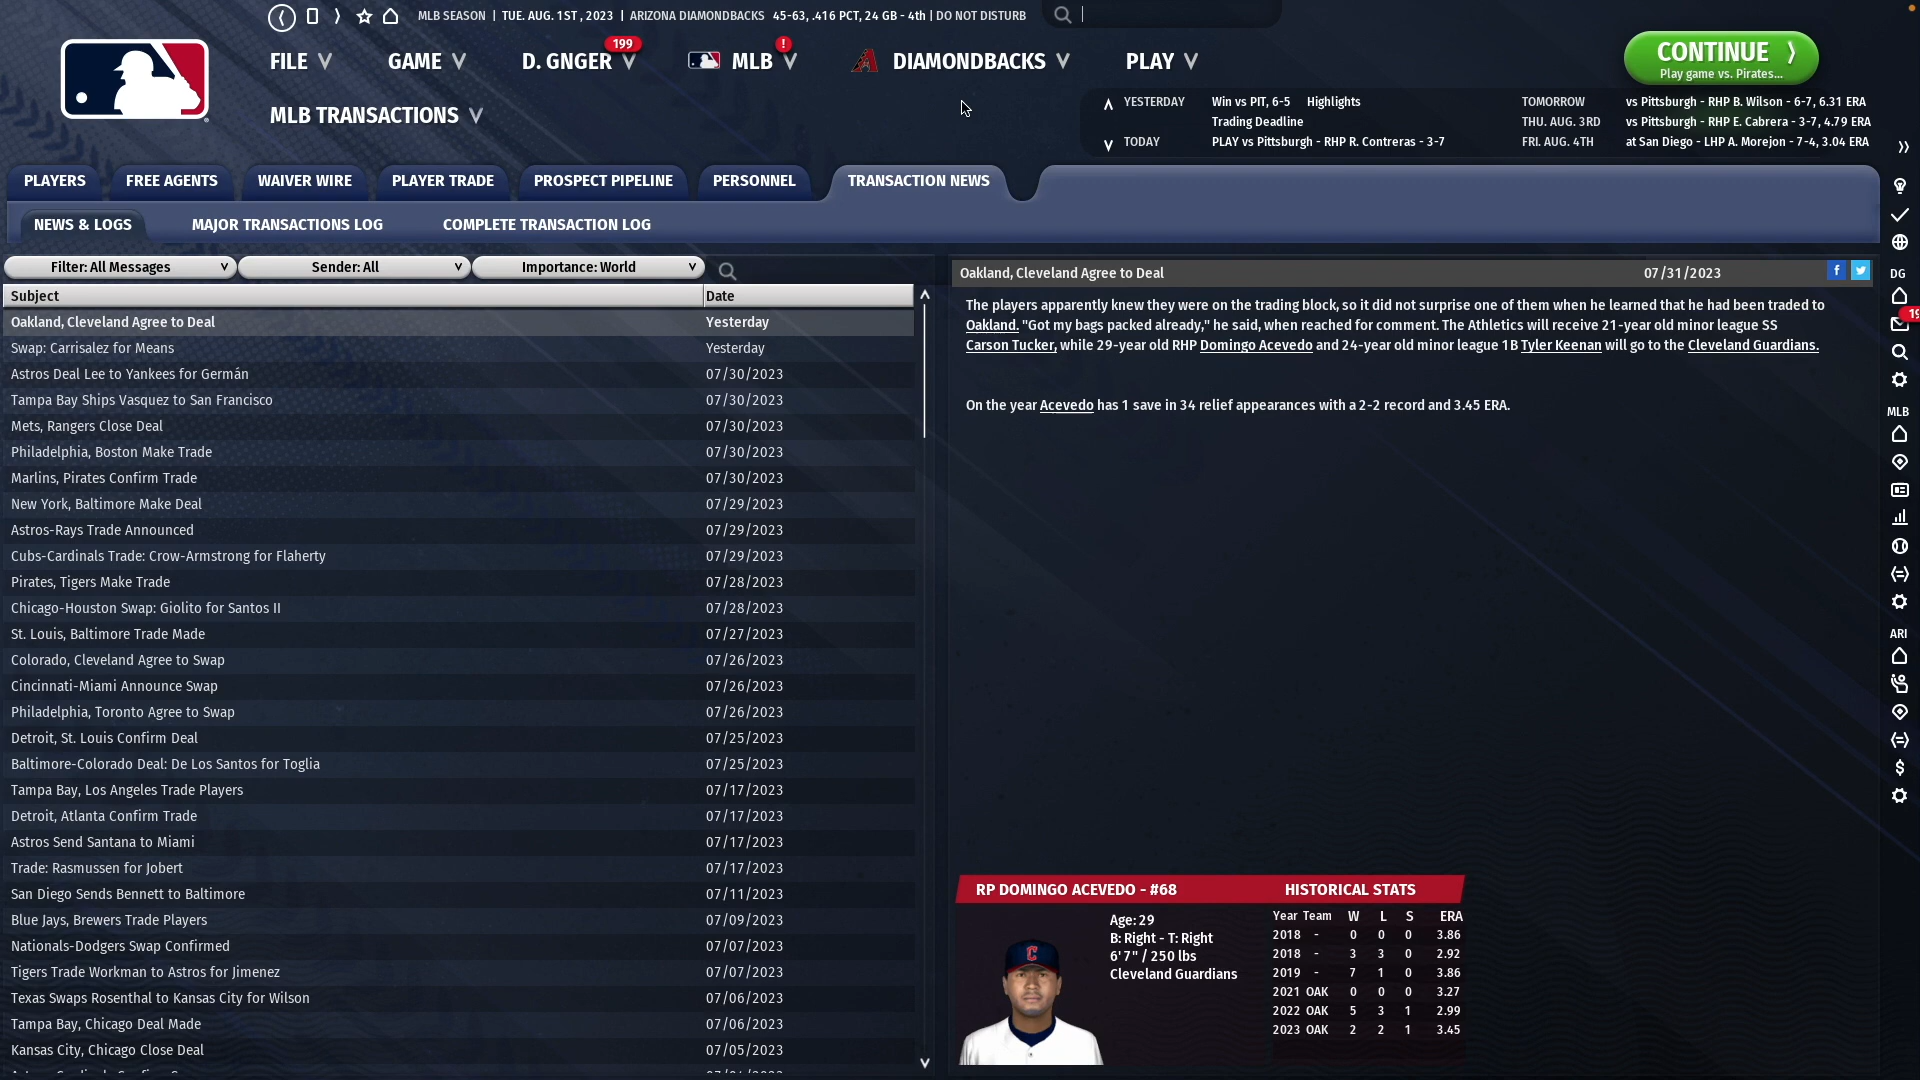 MLB SEASON | TUE. AUG. 1ST , 2023 | ARIZONA DIAMONDBACKS 45-63, .416 PCT, 24 GB - 4th | DO NOT DISTURB
FILE GAME D. GNGER 199 MLB ! DIAMONDBACKS PLAY
CONTINUE
Play game vs. Pirates...
MLB TRANSACTIONS
YESTERDAY Win vs PIT, 6-5 Highlights TOMORROW vs Pittsburgh - RHP B. Wilson - 6-7, 6.31 ERA
Trading Deadline THU. AUG. 3RD vs Pittsburgh - RHP E. Cabrera - 3-7, 4.79 ERA
TODAY PLAY vs Pittsburgh - RHP R. Contreras - 3-7 FRI. AUG. 4TH at San Diego - LHP A. Morejon - 7-4, 3.04 ERA
PLAYERS FREE AGENTS WAIVER WIRE PLAYER TRADE PROSPECT PIPELINE PERSONNEL TRANSACTION NEWS
NEWS & LOGS MAJOR TRANSACTIONS LOG COMPLETE TRANSACTION LOG
Filter: All Messages Sender: All Importance: World
Subject Date
Oakland, Cleveland Agree to Deal Yesterday
Swap: Carrisalez for Means Yesterday
Astros Deal Lee to Yankees for Germán 07/30/2023
Tampa Bay Ships Vasquez to San Francisco 07/30/2023
Mets, Rangers Close Deal 07/30/2023
Philadelphia, Boston Make Trade 07/30/2023
Marlins, Pirates Confirm Trade 07/30/2023
New York, Baltimore Make Deal 07/29/2023
Astros-Rays Trade Announced 07/29/2023
Cubs-Cardinals Trade: Crow-Armstrong for Flaherty 07/29/2023
Pirates, Tigers Make Trade 07/28/2023
Chicago-Houston Swap: Giolito for Santos II 07/28/2023
St. Louis, Baltimore Trade Made 07/27/2023
Colorado, Cleveland Agree to Swap 07/26/2023
Cincinnati-Miami Announce Swap 07/26/2023
Philadelphia, Toronto Agree to Swap 07/26/2023
Detroit, St. Louis Confirm Deal 07/25/2023
Baltimore-Colorado Deal: De Los Santos for Toglia 07/25/2023
Tampa Bay, Los Angeles Trade Players 07/17/2023
Detroit, Atlanta Confirm Trade 07/17/2023
Astros Send Santana to Miami 07/17/2023
Trade: Rasmussen for Jobert 07/17/2023
San Diego Sends Bennett to Baltimore 07/11/2023
Blue Jays, Brewers Trade Players 07/09/2023
Nationals-Dodgers Swap Confirmed 07/07/2023
Tigers Trade Workman to Astros for Jimenez 07/07/2023
Texas Swaps Rosenthal to Kansas City for Wilson 07/06/2023
Tampa Bay, Chicago Deal Made 07/06/2023
Kansas City, Chicago Close Deal 07/05/2023
Oakland, Cleveland Agree to Deal 07/31/2023
The players apparently knew they were on the trading block, so it did not surprise one of them when he learned that he had been traded to
Oakland. "Got my bags packed already," he said, when reached for comment. The Athletics will receive 21-year old minor league SS
Carson Tucker, while 29-year old RHP Domingo Acevedo and 24-year old minor league 1B Tyler Keenan will go to the Cleveland Guardians.
On the year Acevedo has 1 save in 34 relief appearances with a 2-2 record and 3.45 ERA.
RP DOMINGO ACEVEDO - #68 HISTORICAL STATS
Age: 29
B: Right - T: Right
6' 7" / 250 lbs
Cleveland Guardians
Year Team W L S ERA
2018 - 0 0 0 3.86
2018 - 3 3 0 2.92
2019 - 7 1 0 3.86
2021 OAK 0 0 0 3.27
2022 OAK 5 3 1 2.99
2023 OAK 2 2 1 3.45
DG
MLB
ARI